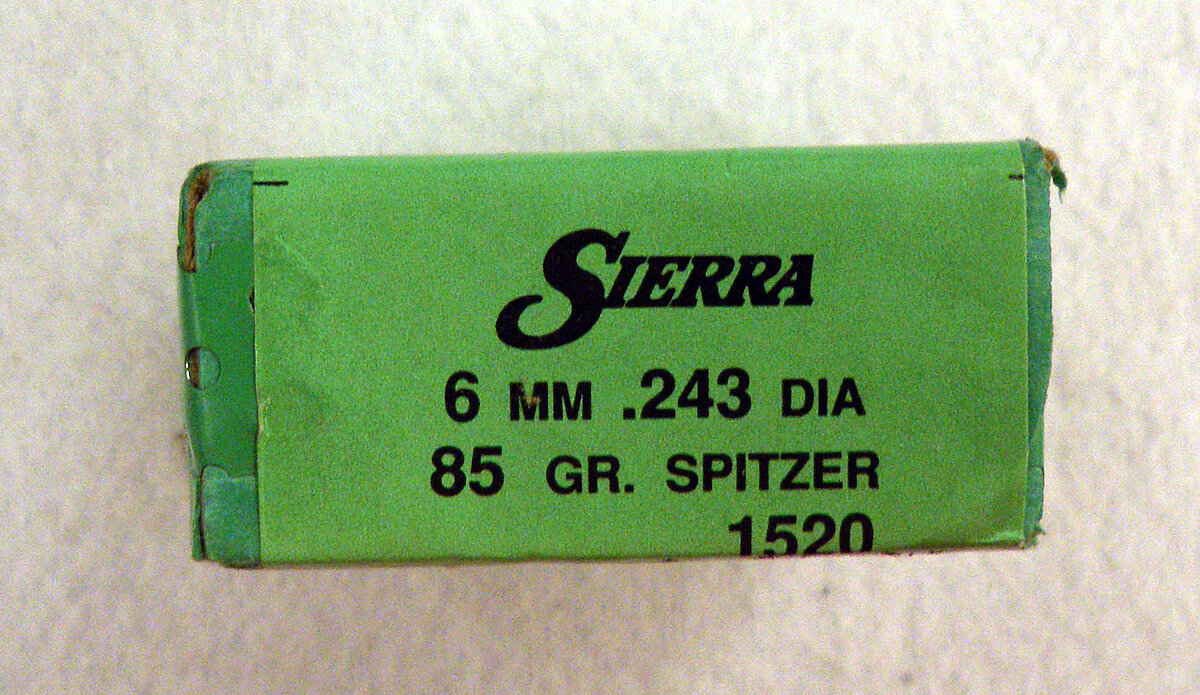 SIERRA
6 MM .243 DIA
85 GR. SPITZER
1520